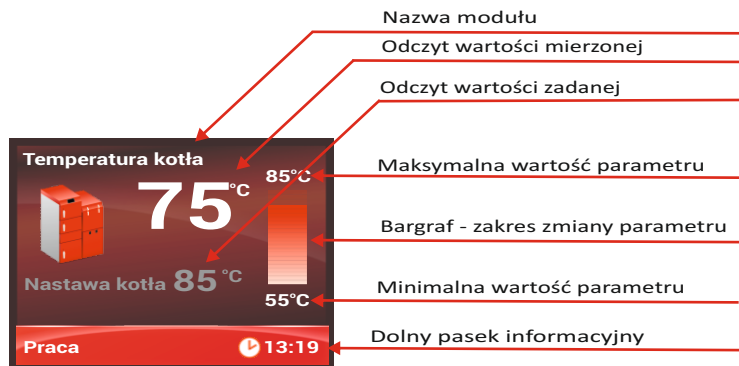 Nazwa modułu
Odczyt wartości mierzonej
Odczyt wartości zadanej
Temperatura kotła
75°C
85°C
Maksymalna wartość parametru
Bargraf - zakres zmiany parametru
Nastawa kotła 85 °C
55°C
Minimalna wartość parametru
Praca
13:19
Dolny pasek informacyjny